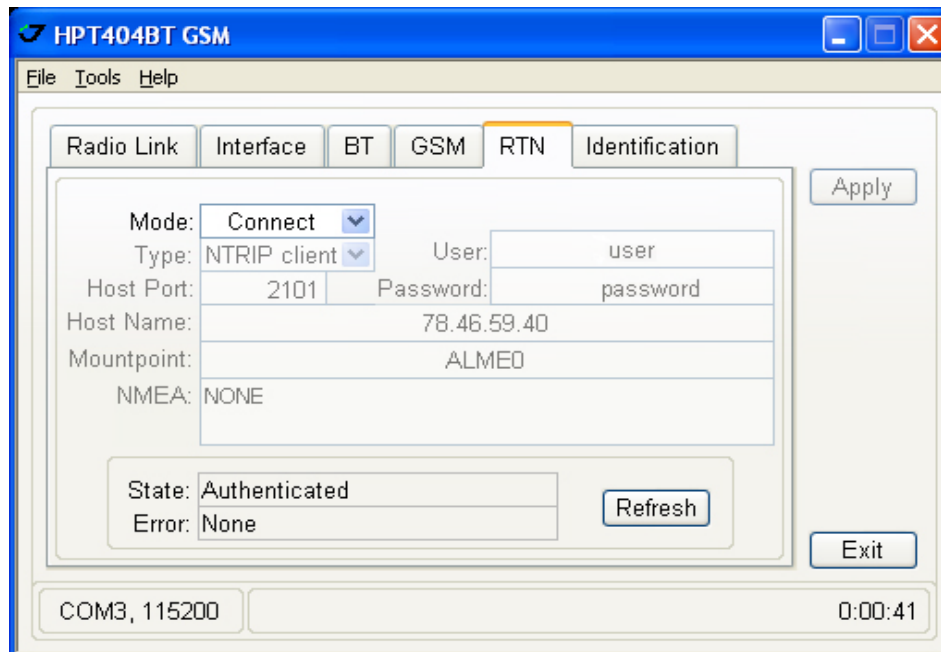 HPT404BT GSM
File Tools Help
Radio Link Interface BT GSM RTN Identification
Apply
Mode: Connect
Type: NTRIP client User: user
Host Port: 2101 Password: password
Host Name: 78.46.59.40
Mountpoint: ALME0
NMEA: NONE
State: Authenticated
Error: None
Refresh
Exit
COM3, 115200 0:00:41